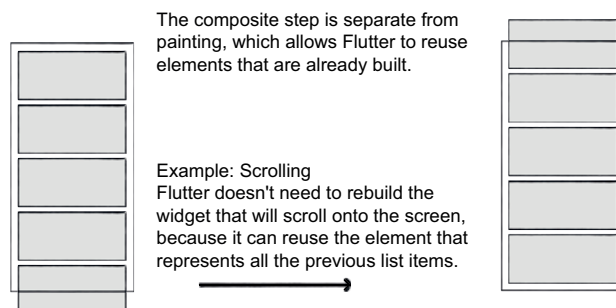 The composite step is separate from
painting, which allows Flutter to reuse
elements that are already built.
Example: Scrolling
Flutter doesn't need to rebuild the
widget that will scroll onto the screen,
because it can reuse the element that
represents all the previous list items.